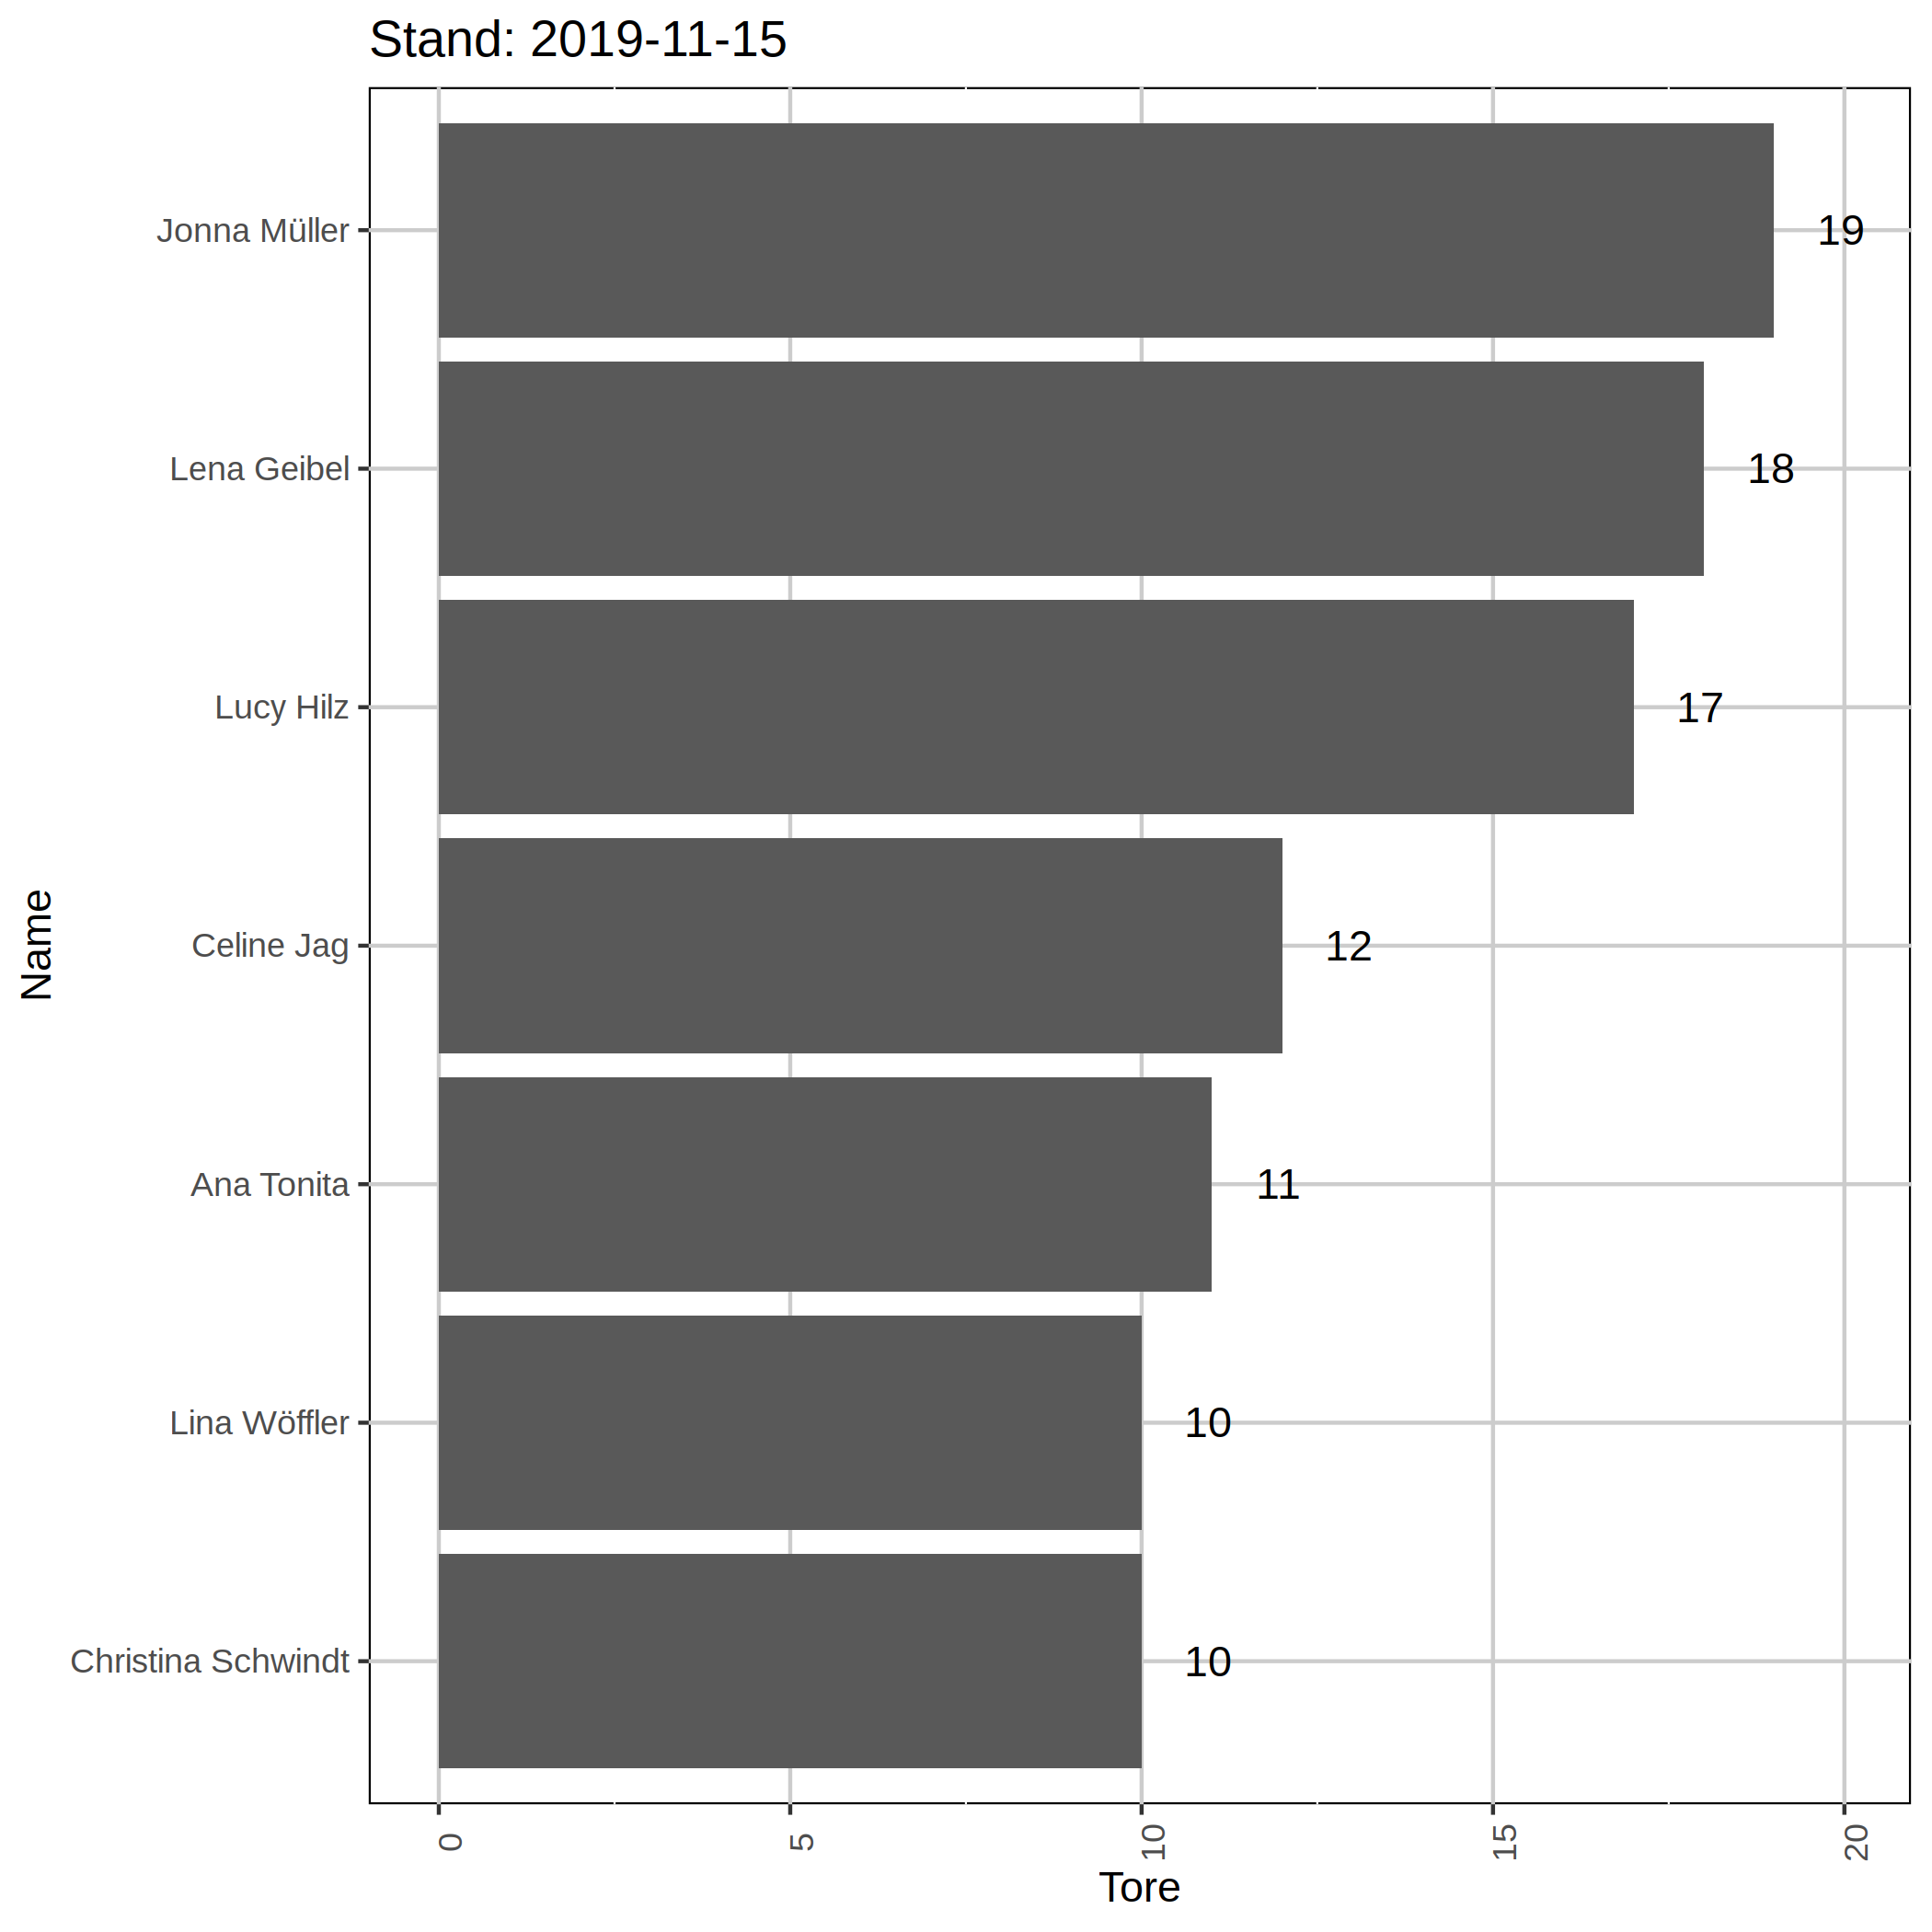 Stand: 2019-11-15
Name
Jonna Müller
19
Lena Geibel
18
Lucy Hilz
17
Celine Jag
12
Ana Tonita
11
Lina Wöffler
10
Christina Schwindt
10
0 5 10 15 20
Tore